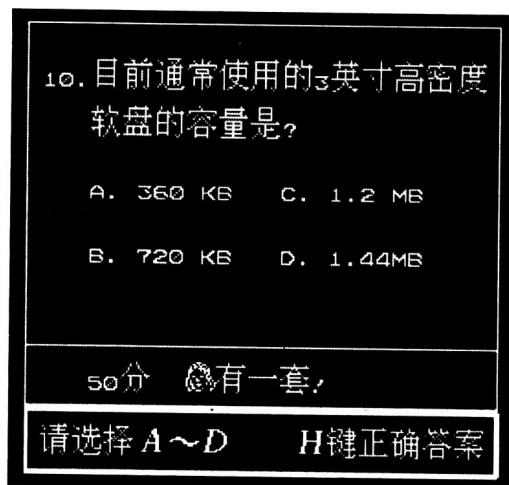 10.目前通常使用的3英寸高密度
软盘的容量是?
A. 360 KB C. 1.2 MB
B. 720 KB D. 1.44MB
50分 有一套!
请选择A～D H键正确答案